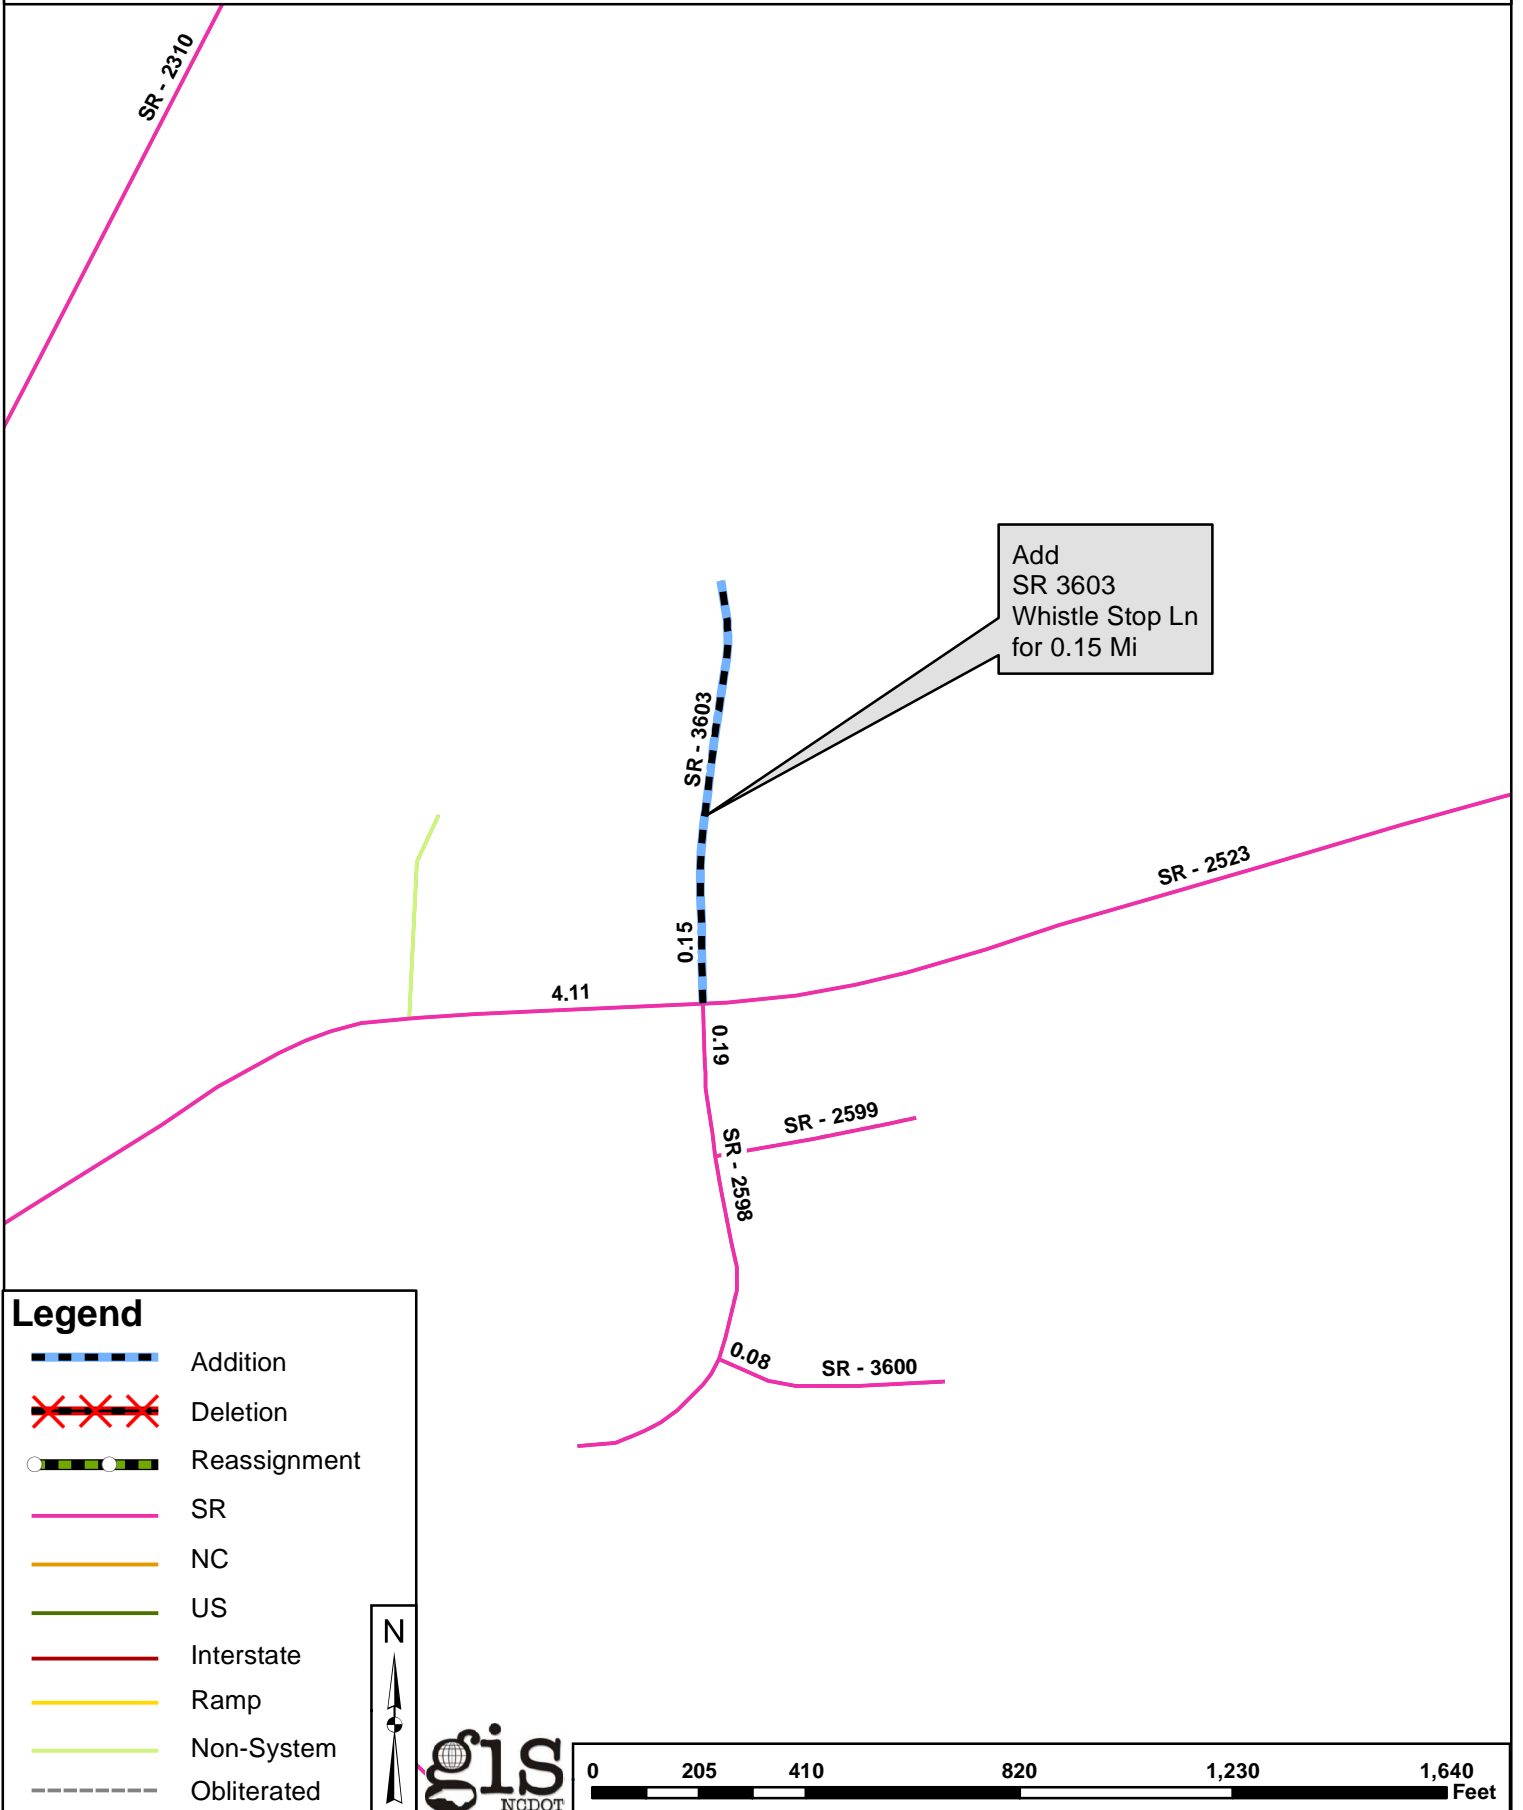 SR - 2310
Add
SR 3603
Whistle Stop Ln
for 0.15 Mi
SR - 3603
SR - 2523
0.15
4.11
0.19
SR - 2599
SR - 2598
0.08
SR - 3600
Legend
Addition
Deletion
Reassignment
SR
NC
US
Interstate
Ramp
Non-System
Obliterated
N
gis
NCDOT
0 205 410 820 1,230 1,640
Feet